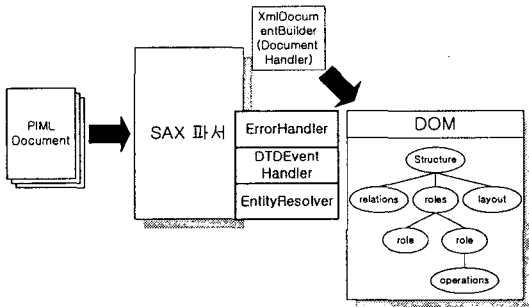 XmlDocum
entBuilder
(Document
Handler)
PIML
Document
SAX 파서
ErrorHandler
DTDEvent
Handler
EntityResolver
DOM
Structure
relations
roles
layout
role
role
operations